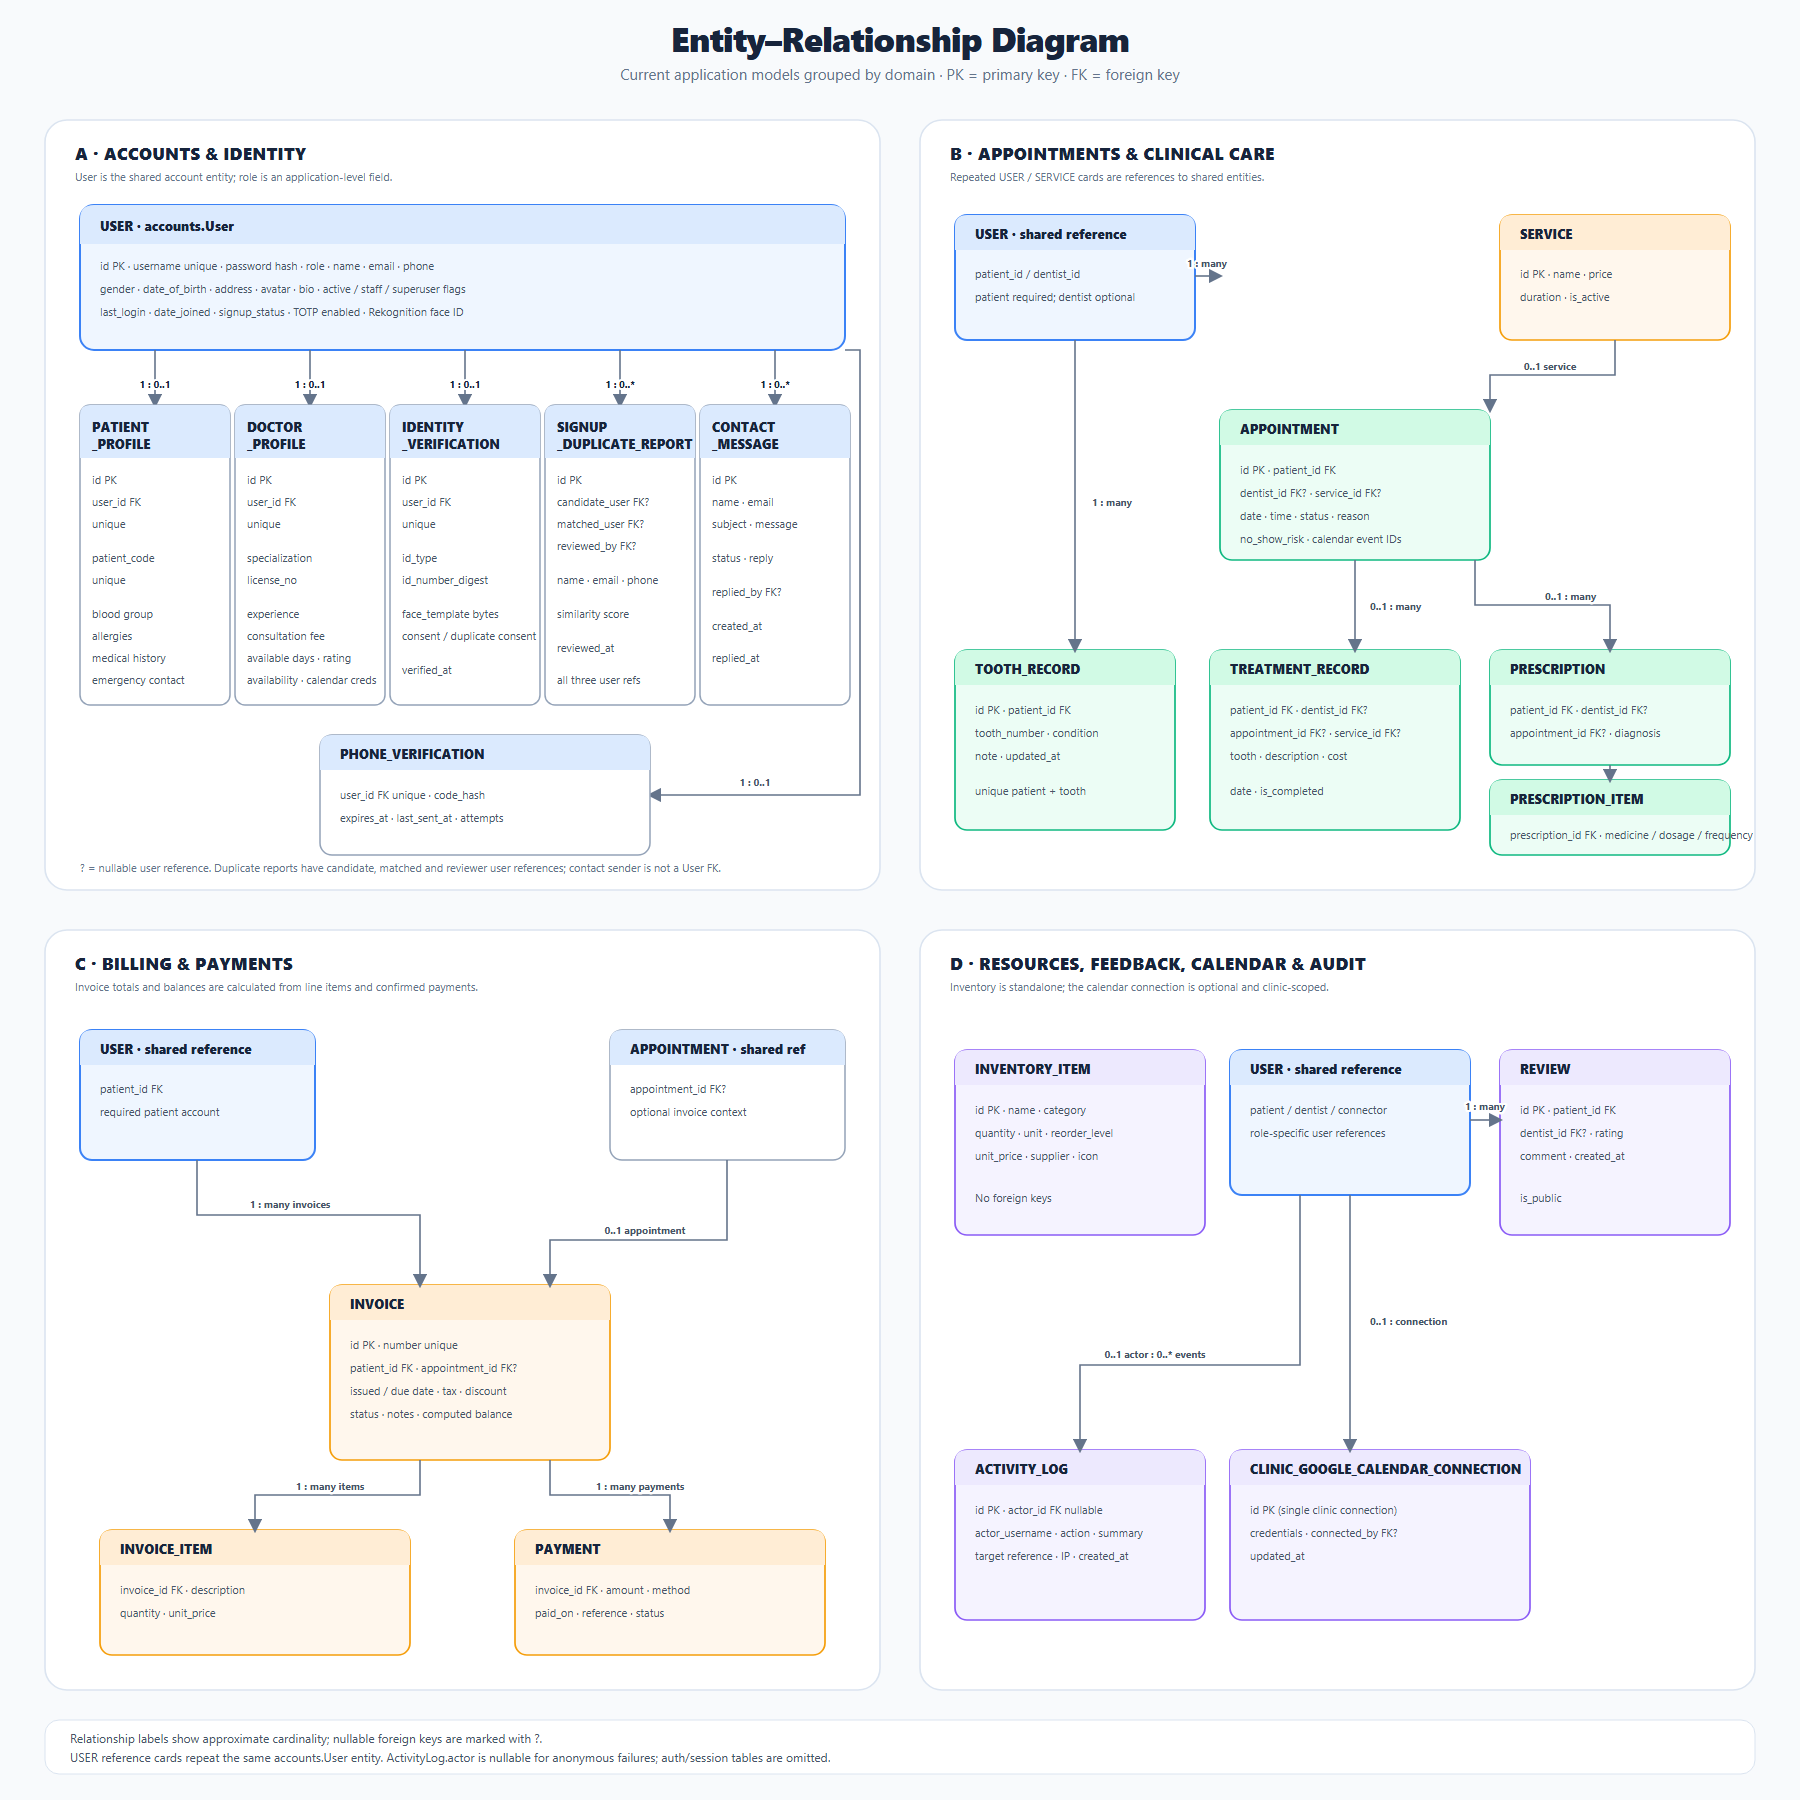 Entity–Relationship Diagram
Current application models grouped by domain · PK = primary key · FK = foreign key
A · ACCOUNTS & IDENTITY
User is the shared account entity; role is an application-level field.
USER · accounts.User
id PK · username unique · password hash · role · name · email · phone
gender · date_of_birth · address · avatar · bio · active / staff / superuser flags
last_login · date_joined · signup_status · TOTP enabled · Rekognition face ID
1 : 0..1
1 : 0..1
1 : 0..1
1 : 0..*
1 : 0..*
PATIENT
_PROFILE
id PK
user_id FK
unique
patient_code
unique
blood group
allergies
medical history
emergency contact
DOCTOR
_PROFILE
id PK
user_id FK
unique
specialization
license_no
experience
consultation fee
available days · rating
availability · calendar creds
IDENTITY
_VERIFICATION
id PK
user_id FK
unique
id_type
id_number_digest
face_template bytes
consent / duplicate consent
verified_at
SIGNUP
_DUPLICATE_REPORT
id PK
candidate_user FK?
matched_user FK?
reviewed_by FK?
name · email · phone
similarity score
reviewed_at
all three user refs
CONTACT
_MESSAGE
id PK
name · email
subject · message
status · reply
replied_by FK?
created_at
replied_at
PHONE_VERIFICATION
user_id FK unique · code_hash
expires_at · last_sent_at · attempts
1 : 0..1
? = nullable user reference. Duplicate reports have candidate, matched and reviewer user references; contact sender is not a User FK.
B · APPOINTMENTS & CLINICAL CARE
Repeated USER / SERVICE cards are references to shared entities.
USER · shared reference
patient_id / dentist_id
patient required; dentist optional
1 : many
SERVICE
id PK · name · price
duration · is_active
0..1 service
APPOINTMENT
id PK · patient_id FK
dentist_id FK? · service_id FK?
date · time · status · reason
no_show_risk · calendar event IDs
1 : many
0..1 : many
0..1 : many
TOOTH_RECORD
id PK · patient_id FK
tooth_number · condition
note · updated_at
unique patient + tooth
TREATMENT_RECORD
patient_id FK · dentist_id FK?
appointment_id FK? · service_id FK?
tooth · description · cost
date · is_completed
PRESCRIPTION
patient_id FK · dentist_id FK?
appointment_id FK? · diagnosis
PRESCRIPTION_ITEM
prescription_id FK · medicine / dosage / frequency
C · BILLING & PAYMENTS
Invoice totals and balances are calculated from line items and confirmed payments.
USER · shared reference
patient_id FK
required patient account
APPOINTMENT · shared ref
appointment_id FK?
optional invoice context
1 : many invoices
0..1 appointment
INVOICE
id PK · number unique
patient_id FK · appointment_id FK?
issued / due date · tax · discount
status · notes · computed balance
1 : many items
1 : many payments
INVOICE_ITEM
invoice_id FK · description
quantity · unit_price
PAYMENT
invoice_id FK · amount · method
paid_on · reference · status
D · RESOURCES, FEEDBACK, CALENDAR & AUDIT
Inventory is standalone; the calendar connection is optional and clinic-scoped.
INVENTORY_ITEM
id PK · name · category
quantity · unit · reorder_level
unit_price · supplier · icon
No foreign keys
USER · shared reference
patient / dentist / connector
role-specific user references
1 : many
REVIEW
id PK · patient_id FK
dentist_id FK? · rating
comment · created_at
is_public
0..1 : connection
0..1 actor : 0..* events
ACTIVITY_LOG
id PK · actor_id FK nullable
actor_username · action · summary
target reference · IP · created_at
CLINIC_GOOGLE_CALENDAR_CONNECTION
id PK (single clinic connection)
credentials · connected_by FK?
updated_at
Relationship labels show approximate cardinality; nullable foreign keys are marked with ?.
USER reference cards repeat the same accounts.User entity. ActivityLog.actor is nullable for anonymous failures; auth/session tables are omitted.